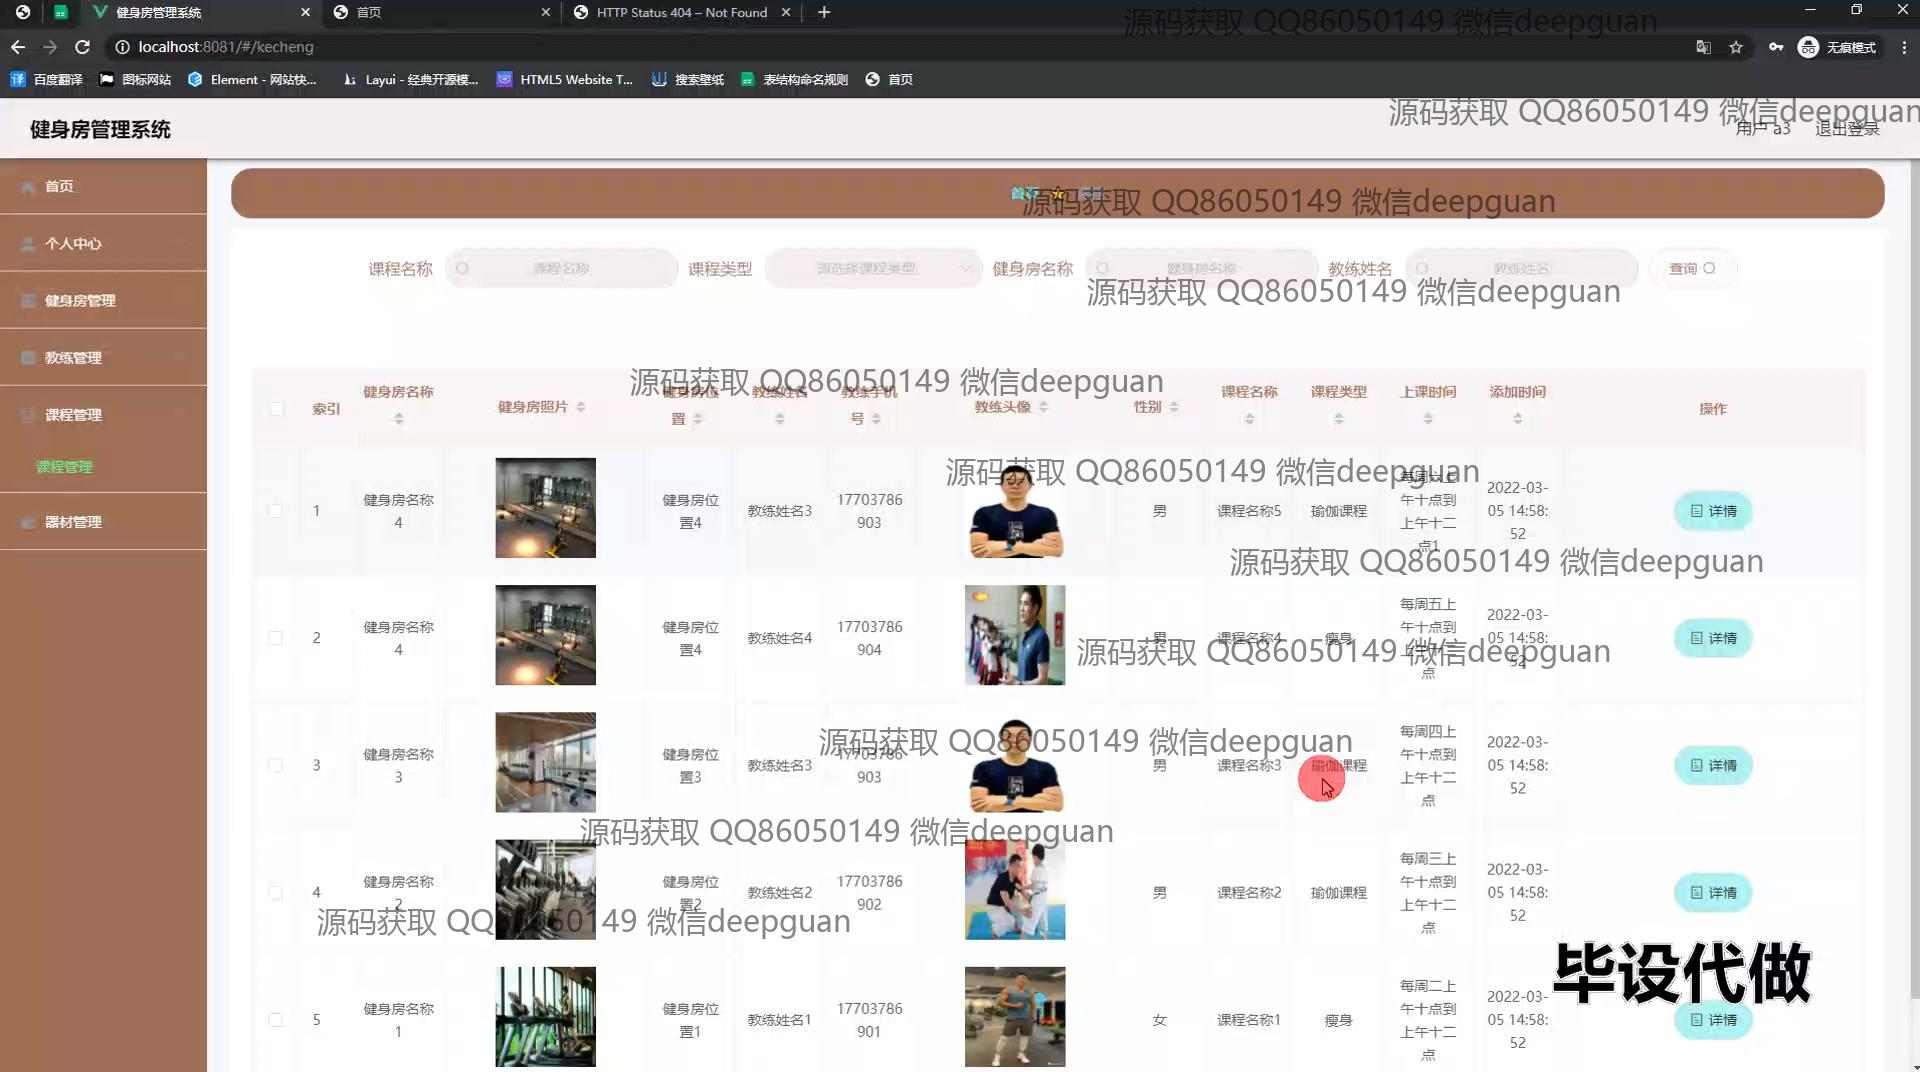 健身房管理系统
首页
HTTP Status 404 – Not Found
localhost:8081/#/kecheng
无痕模式
百度翻译
图标网站
Element - 网站快...
Layui - 经典开源模...
HTML5 Website T...
搜索壁纸
表结构命名规则
首页
源码获取 QQ86050149 微信deepguan
健身房管理系统
源码获取 QQ86050149 微信deepguan
用户 a3
退出登录
首页
个人中心
健身房管理
教练管理
课程管理
课程管理
器材管理
首页
源码获取 QQ86050149 微信deepguan
课程名称
课程名称
课程类型
请选择课程类型
健身房名称
健身房名称
教练姓名
教练姓名
查询
源码获取 QQ86050149 微信deepguan
源码获取 QQ86050149 微信deepguan
索引
健身房名称
健身房照片
健身房位
置
教练姓名
教练手机
号
教练头像
性别
课程名称
课程类型
上课时间
添加时间
操作
源码获取 QQ86050149 微信deepguan
1
健身房名称
4
健身房位
置4
教练姓名3
17703786
903
男
课程名称5
瑜伽课程
每周六上
午十点到
上午十二
点1
2022-03-
05 14:58:
52
详情
源码获取 QQ86050149 微信deepguan
2
健身房名称
4
健身房位
置4
教练姓名4
17703786
904
男
课程名称4
瘦身
每周五上
午十点到
上午十二
点
2022-03-
05 14:58:
52
详情
源码获取 QQ86050149 微信deepguan
3
健身房名称
3
健身房位
置3
教练姓名3
17703786
903
男
课程名称3
瑜伽课程
每周四上
午十点到
上午十二
点
2022-03-
05 14:58:
52
详情
源码获取 QQ86050149 微信deepguan
源码获取 QQ86050149 微信deepguan
4
健身房名称
2
健身房位
置2
教练姓名2
17703786
902
男
课程名称2
瑜伽课程
每周三上
午十点到
上午十二
点
2022-03-
05 14:58:
52
详情
源码获取 QQ86050149 微信deepguan
毕设代做
5
健身房名称
1
健身房位
置1
教练姓名1
17703786
901
女
课程名称1
瘦身
每周二上
午十点到
上午十二
点
2022-03-
05 14:58:
52
详情